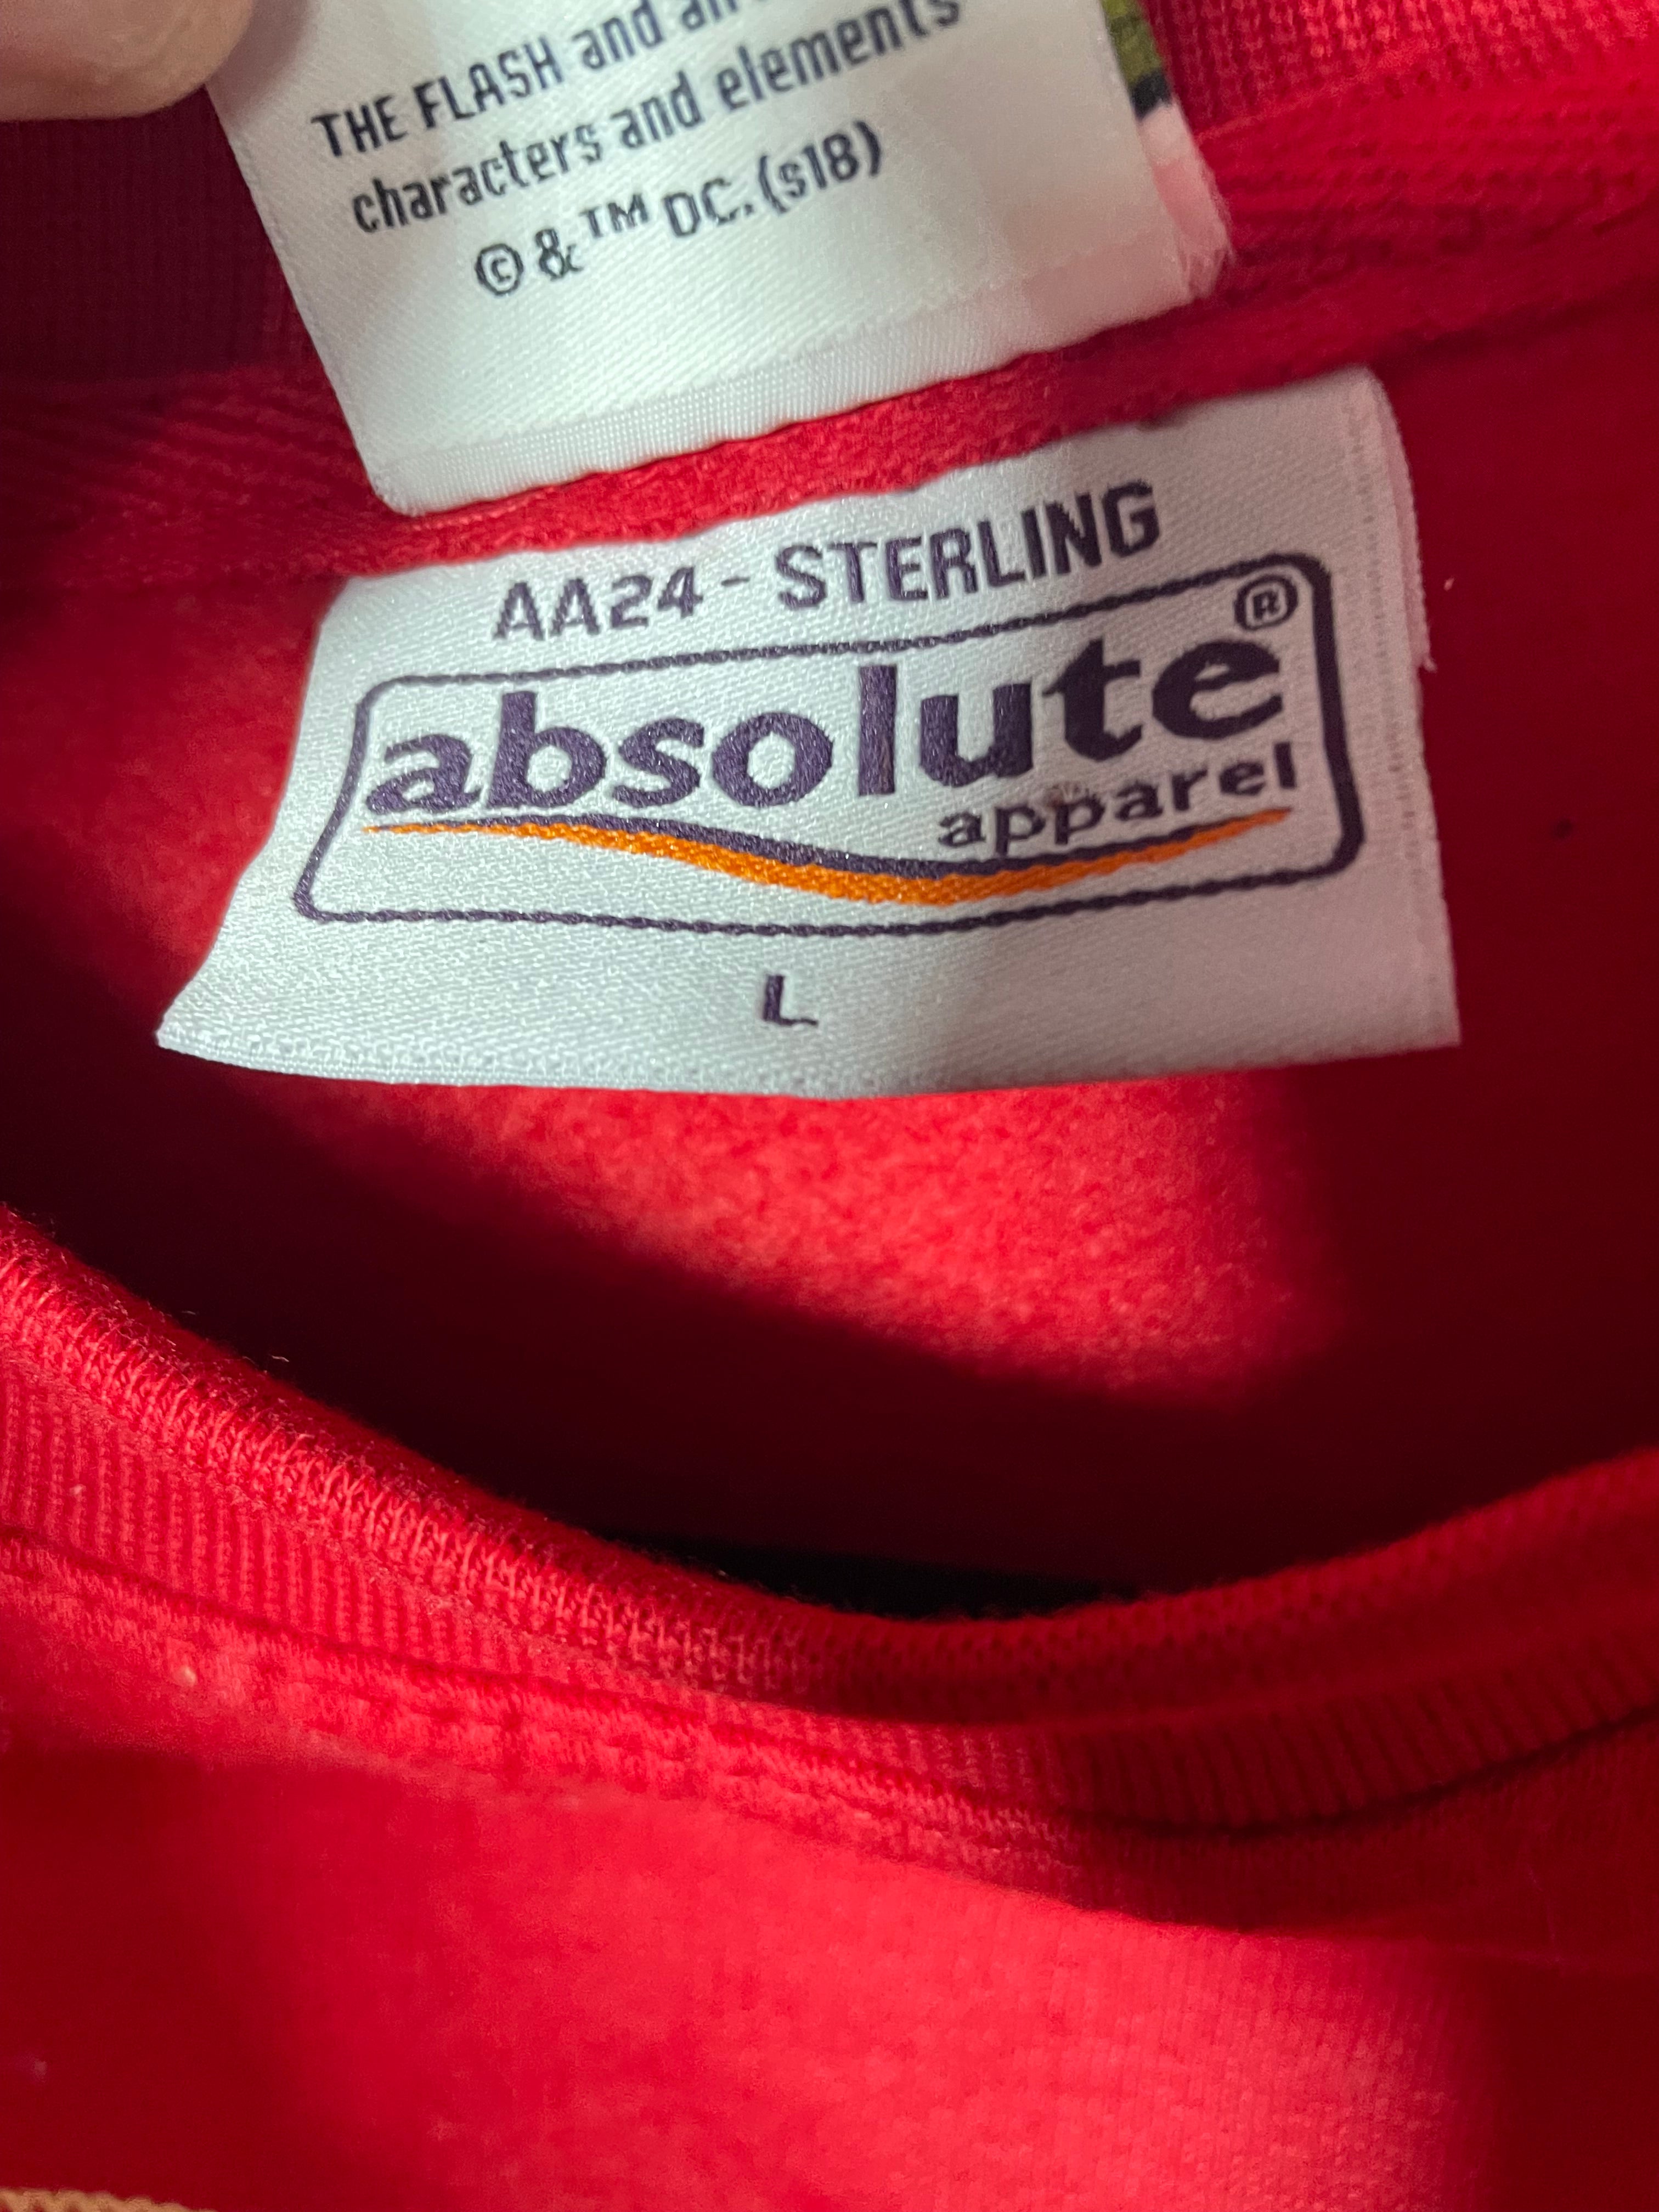 THE FLASH and
characters and elements
© & ™ DC. (s18)
AA24 - STERLING
absolute ®
apparel
L